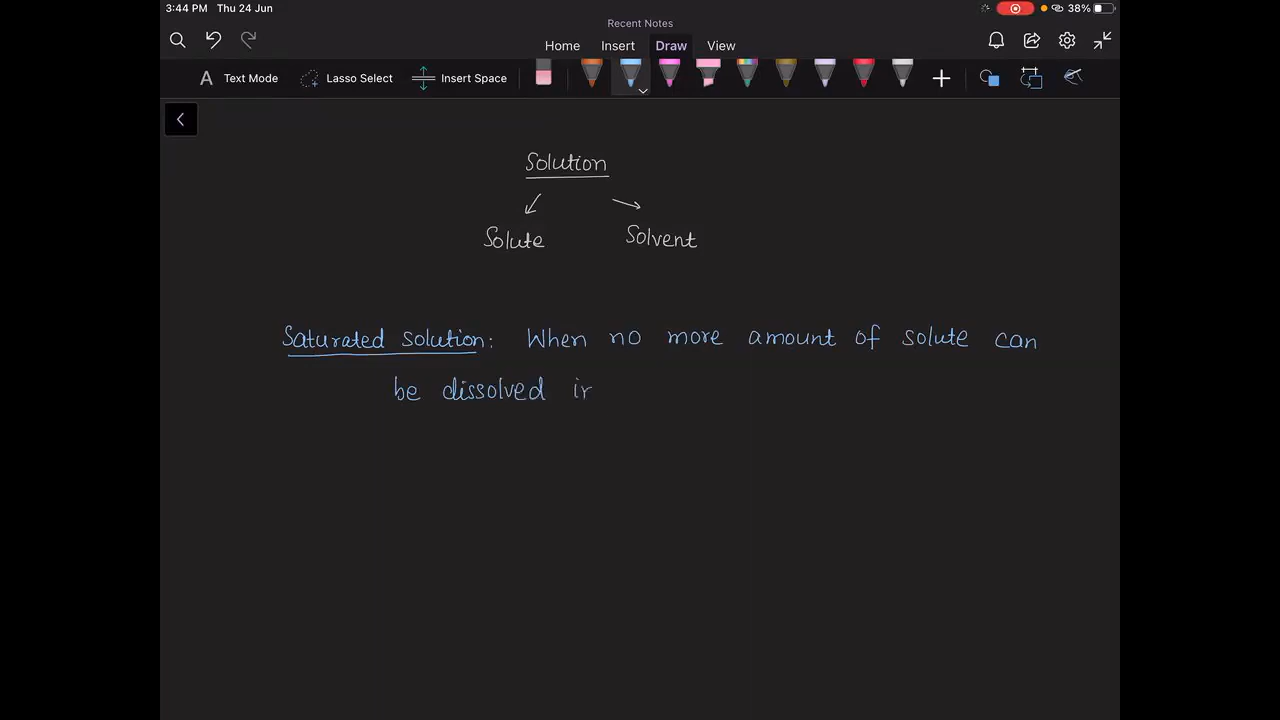 3:44 PM Thu 24 Jun 38%
Recent Notes
Home Insert Draw View
A Text Mode Lasso Select Insert Space
Solution
Solute Solvent
Saturated solution: When no more amount of solute can
be dissolved ir